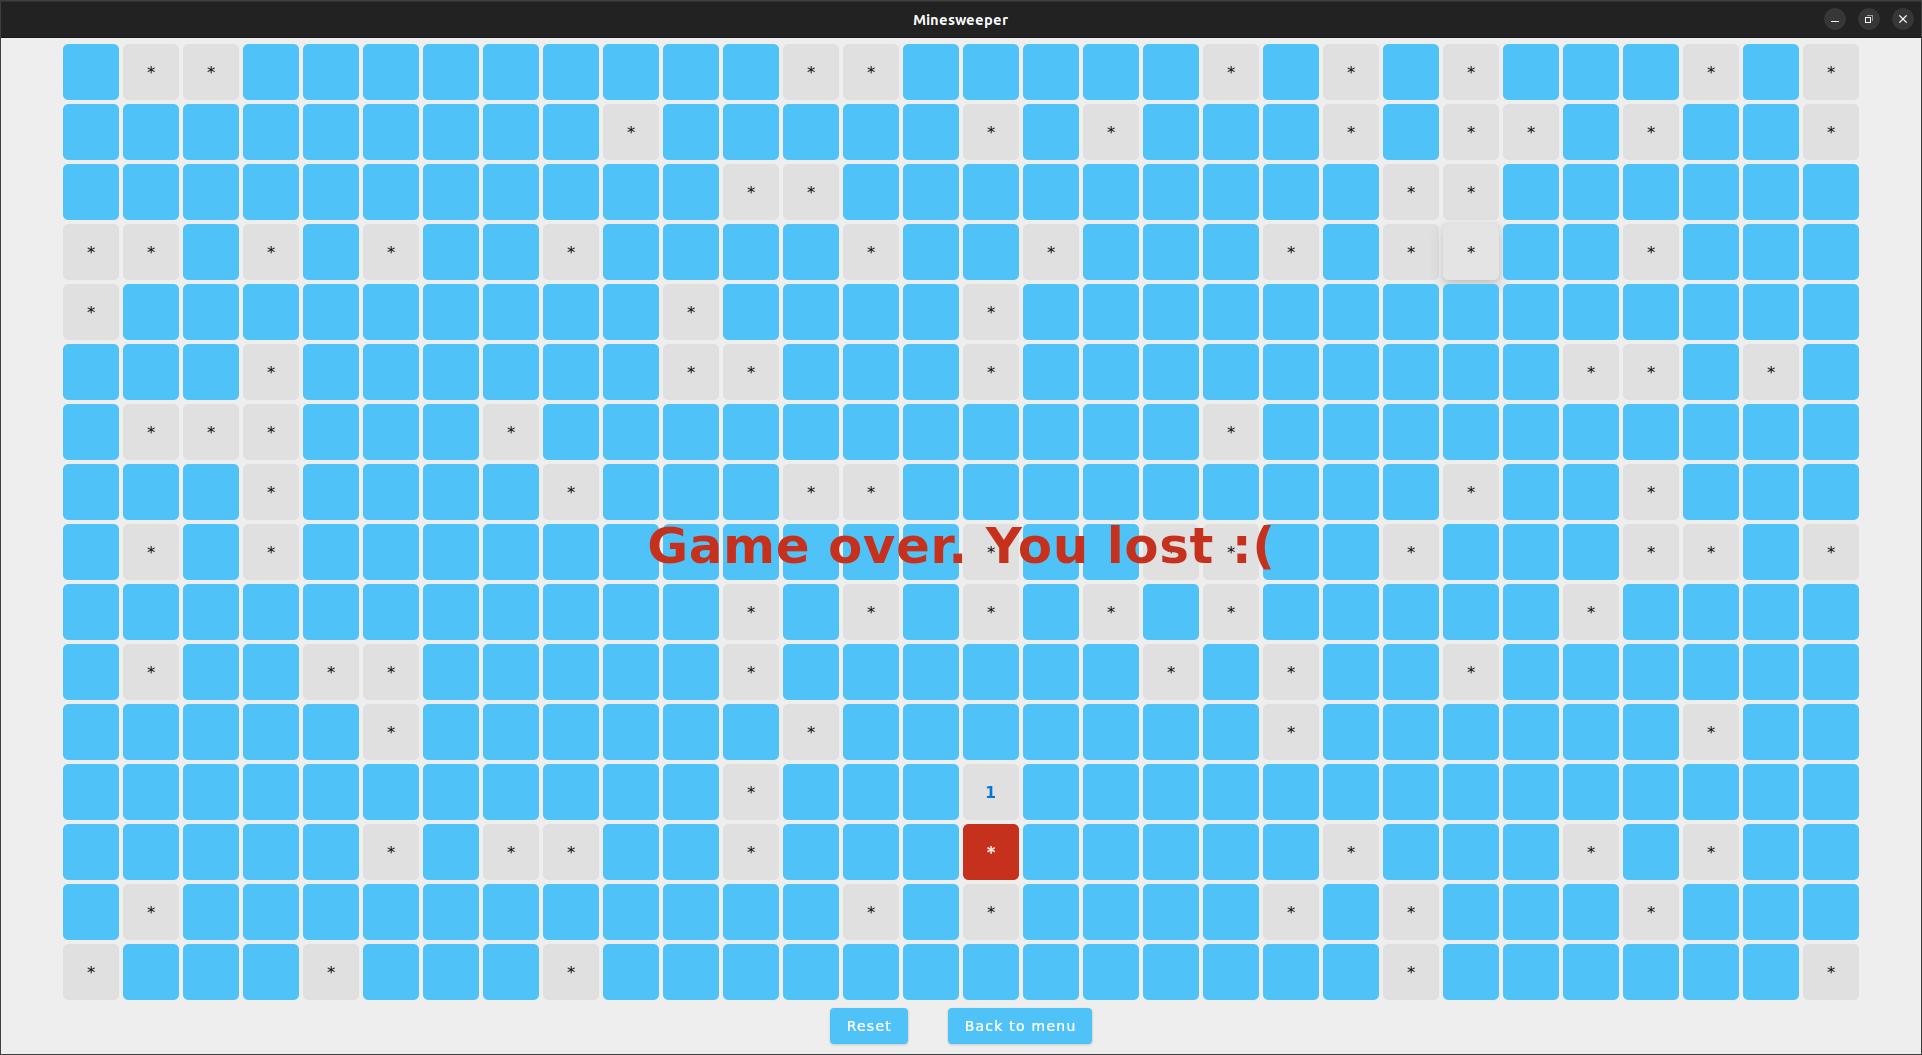 Minesweeper
* * * * * * * * *
* * * * * * * *
* * * *
* * * * * * * * * * *
* * *
* * * * * * *
* * * * *
* * * * * *
* * * * * * * * *
* * * * * *
* * * * * * *
* * * *
* 1
* * * * * * * *
* * * * * *
* * * * *
Game over. You lost :(
Reset Back to menu